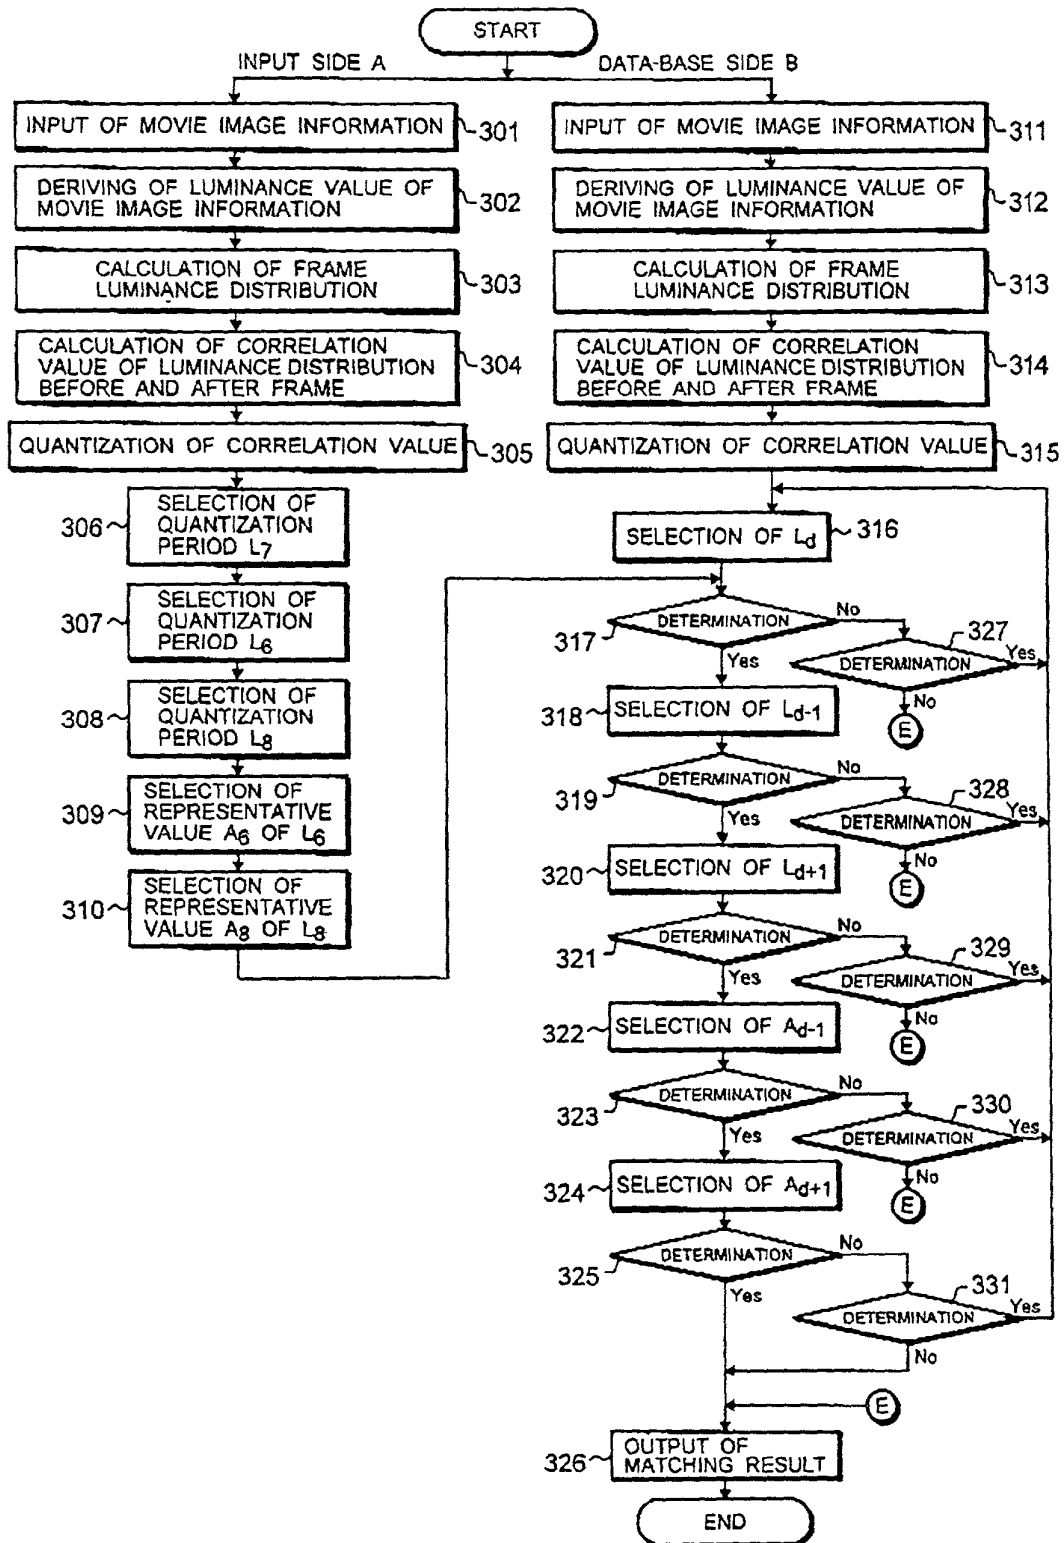 START
INPUT SIDE A
DATA-BASE SIDE B
INPUT OF MOVIE IMAGE INFORMATION
301
DERIVING OF LUMINANCE VALUE OF
MOVIE IMAGE INFORMATION
302
CALCULATION OF FRAME
LUMINANCE DISTRIBUTION
303
CALCULATION OF CORRELATION
VALUE OF LUMINANCE DISTRIBUTION
BEFORE AND AFTER FRAME
304
QUANTIZATION OF CORRELATION VALUE
305
306
SELECTION OF
QUANTIZATION
PERIOD L7
307
SELECTION OF
QUANTIZATION
PERIOD L6
308
SELECTION OF
QUANTIZATION
PERIOD L8
309
SELECTION OF
REPRESENTATIVE
VALUE A6 OF L6
310
SELECTION OF
REPRESENTATIVE
VALUE A8 OF L8
INPUT OF MOVIE IMAGE INFORMATION
311
DERIVING OF LUMINANCE VALUE OF
MOVIE IMAGE INFORMATION
312
CALCULATION OF FRAME
LUMINANCE DISTRIBUTION
313
CALCULATION OF CORRELATION
VALUE OF LUMINANCE DISTRIBUTION
BEFORE AND AFTER FRAME
314
QUANTIZATION OF CORRELATION VALUE
315
SELECTION OF Ld
316
317
DETERMINATION
No
Yes
327
DETERMINATION
Yes
No
E
318
SELECTION OF Ld-1
319
DETERMINATION
No
Yes
328
DETERMINATION
Yes
No
E
320
SELECTION OF Ld+1
321
DETERMINATION
No
Yes
329
DETERMINATION
Yes
No
E
322
SELECTION OF Ad-1
323
DETERMINATION
No
Yes
330
DETERMINATION
Yes
No
E
324
SELECTION OF Ad+1
325
DETERMINATION
No
Yes
331
DETERMINATION
Yes
No
E
326
OUTPUT OF
MATCHING RESULT
END